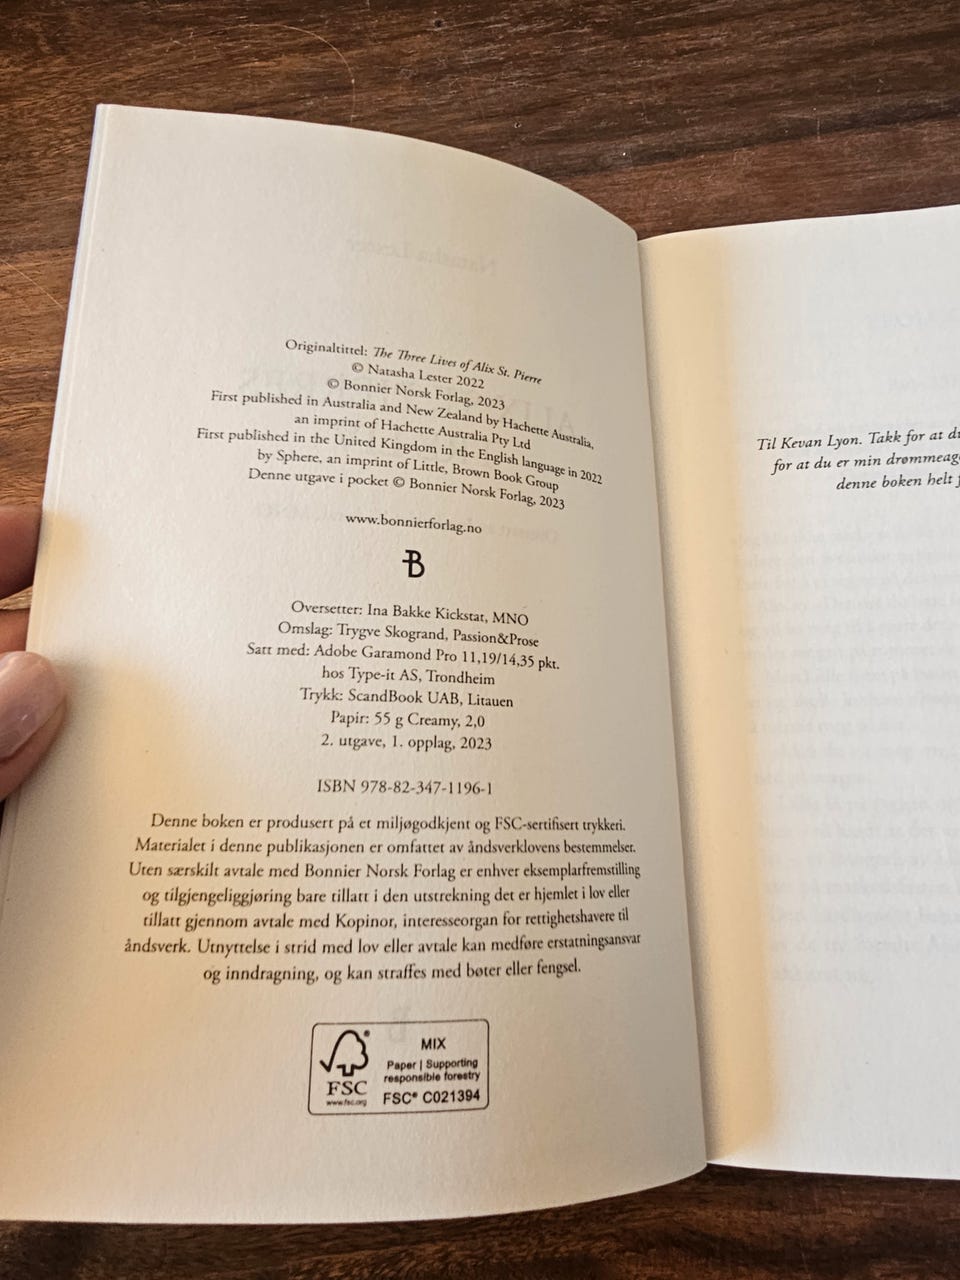 Originaltittel: The Three Lives of Alix St. Pierre
© Natasha Lester 2022
© Bonnier Norsk Forlag, 2023
First published in Australia and New Zealand by Hachette Australia,
an imprint of Hachette Australia Pty Ltd
First published in the United Kingdom in the English language in 2022
by Sphere, an imprint of Little, Brown Book Group
Denne utgave i pocket © Bonnier Norsk Forlag, 2023
www.bonnierforlag.no
B
Oversetter: Ina Bakke Kickstat, MNO
Omslag: Trygve Skogrand, Passion&Prose
Satt med: Adobe Garamond Pro 11,19/14,35 pkt.
hos Type-it AS, Trondheim
Trykk: ScandBook UAB, Litauen
Papir: 55 g Creamy, 2,0
2. utgave, 1. opplag, 2023
ISBN 978-82-347-1196-1
Denne boken er produsert på et miljøgodkjent og FSC-sertifisert trykkeri.
Materialet i denne publikasjonen er omfattet av åndsverklovens bestemmelser.
Uten særskilt avtale med Bonnier Norsk Forlag er enhver eksemplarfremstilling
og tilgjengeliggjøring bare tillatt i den utstrekning det er hjemlet i lov eller
tillatt gjennom avtale med Kopinor, interesseorgan for rettighetshavere til
åndsverk. Utnyttelse i strid med lov eller avtale kan medføre erstatningsansvar
og inndragning, og kan straffes med bøter eller fengsel.
FSC®
www.fsc.org
MIX
Paper | Supporting
responsible forestry
FSC® C021394
Til Kevan Lyon. Takk for at
for at du er min
denne boken helt